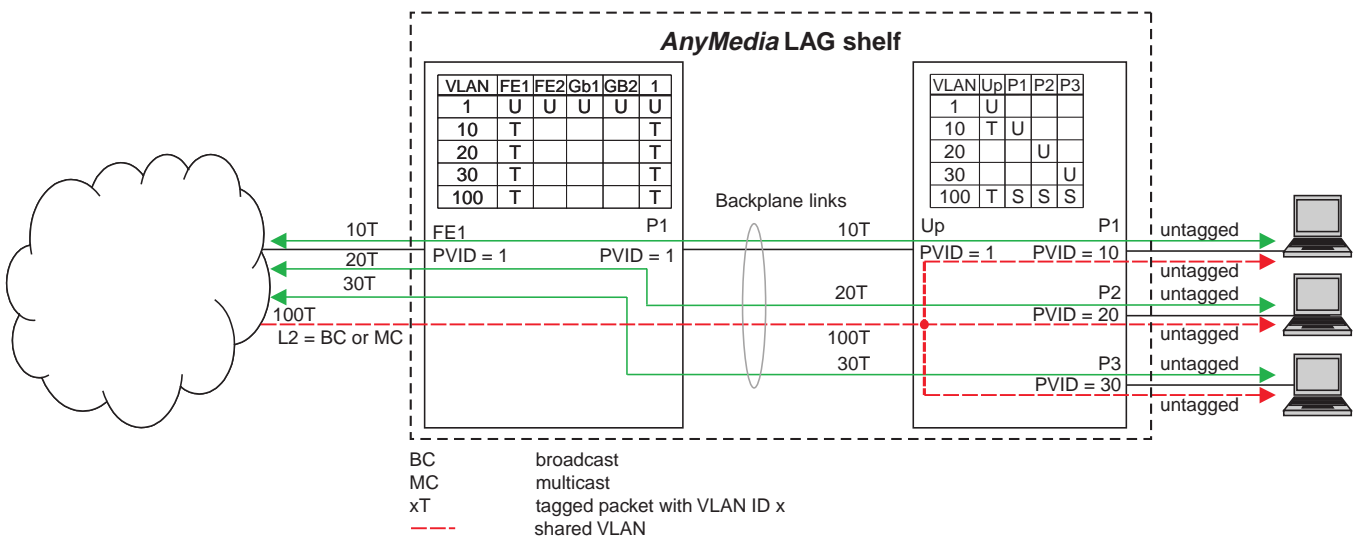 AnyMedia LAG shelf
VLAN FE1 FE2 Gb1 GB2 1
1 U U U U U
10 T T
20 T T
30 T T
100 T T
VLAN Up P1 P2 P3
1 U
10 T U
20 U
30 U
100 T S S S
Backplane links
10T
FE1
P1
10T
Up
P1
untagged
20T
PVID = 1
PVID = 1
PVID = 1
PVID = 10
untagged
30T
20T
P2
untagged
100T
PVID = 20
L2 = BC or MC
100T
untagged
30T
P3
untagged
PVID = 30
untagged
BC broadcast
MC multicast
xT tagged packet with VLAN ID x
shared VLAN